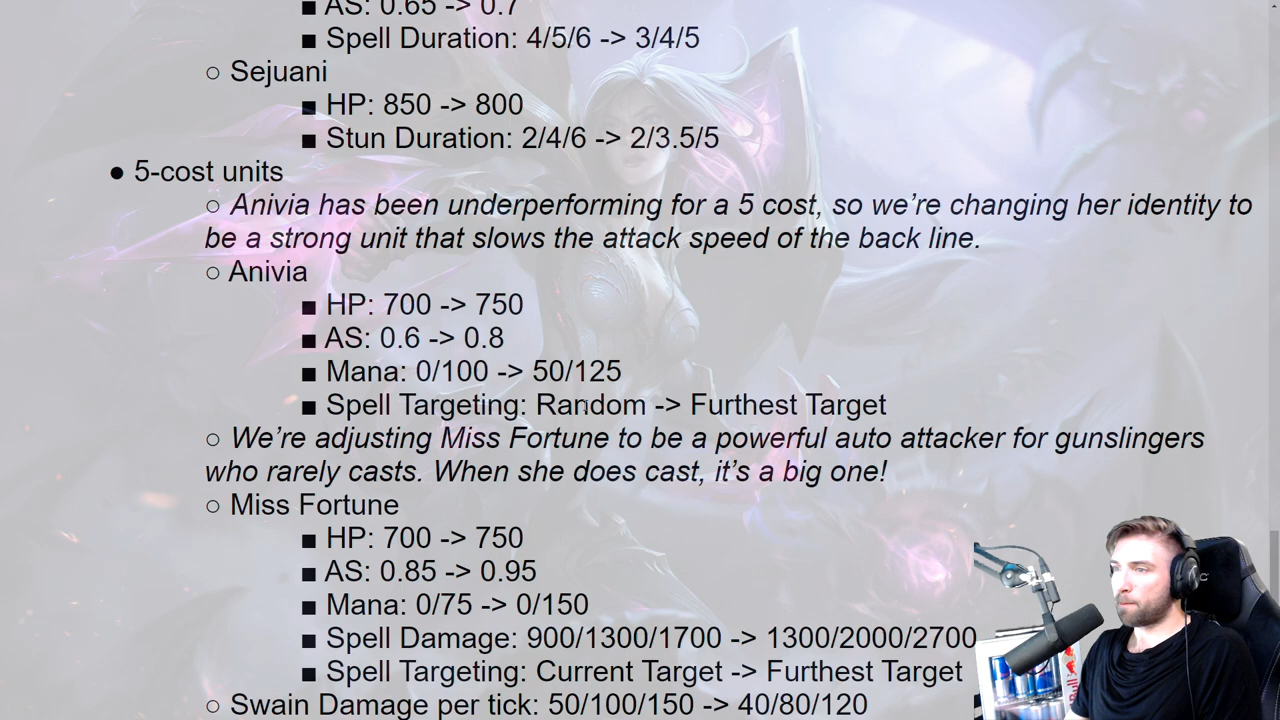 ■ AS: 0.65 -> 0.7
■ Spell Duration: 4/5/6 -> 3/4/5
○ Sejuani
■ HP: 850 -> 800
■ Stun Duration: 2/4/6 -> 2/3.5/5
● 5-cost units
○ Anivia has been underperforming for a 5 cost, so we’re changing her identity to
be a strong unit that slows the attack speed of the back line.
○ Anivia
■ HP: 700 -> 750
■ AS: 0.6 -> 0.8
■ Mana: 0/100 -> 50/125
■ Spell Targeting: Random -> Furthest Target
○ We’re adjusting Miss Fortune to be a powerful auto attacker for gunslingers
who rarely casts. When she does cast, it’s a big one!
○ Miss Fortune
■ HP: 700 -> 750
■ AS: 0.85 -> 0.95
■ Mana: 0/75 -> 0/150
■ Spell Damage: 900/1300/1700 -> 1300/2000/2700
■ Spell Targeting: Current Target -> Furthest Target
○ Swain Damage per tick: 50/100/150 -> 40/80/120